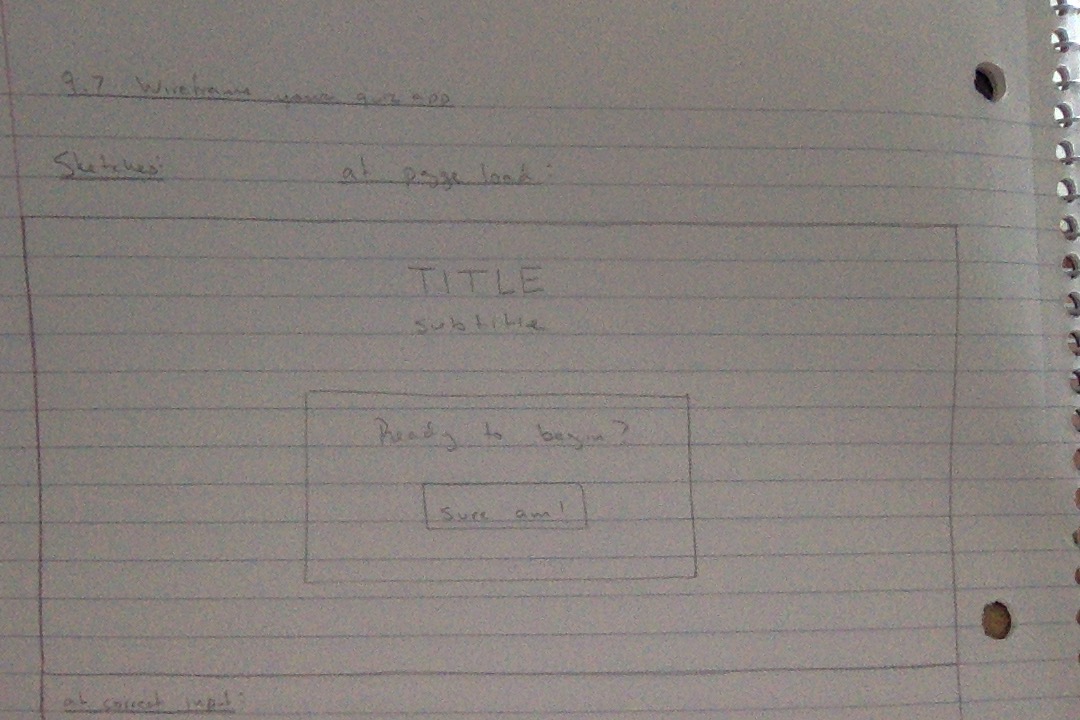 9.7 Wireframe your quiz app
Sketches: at page load:
TITLE
subtitle
Ready to begin?
Sure am!
at correct input: